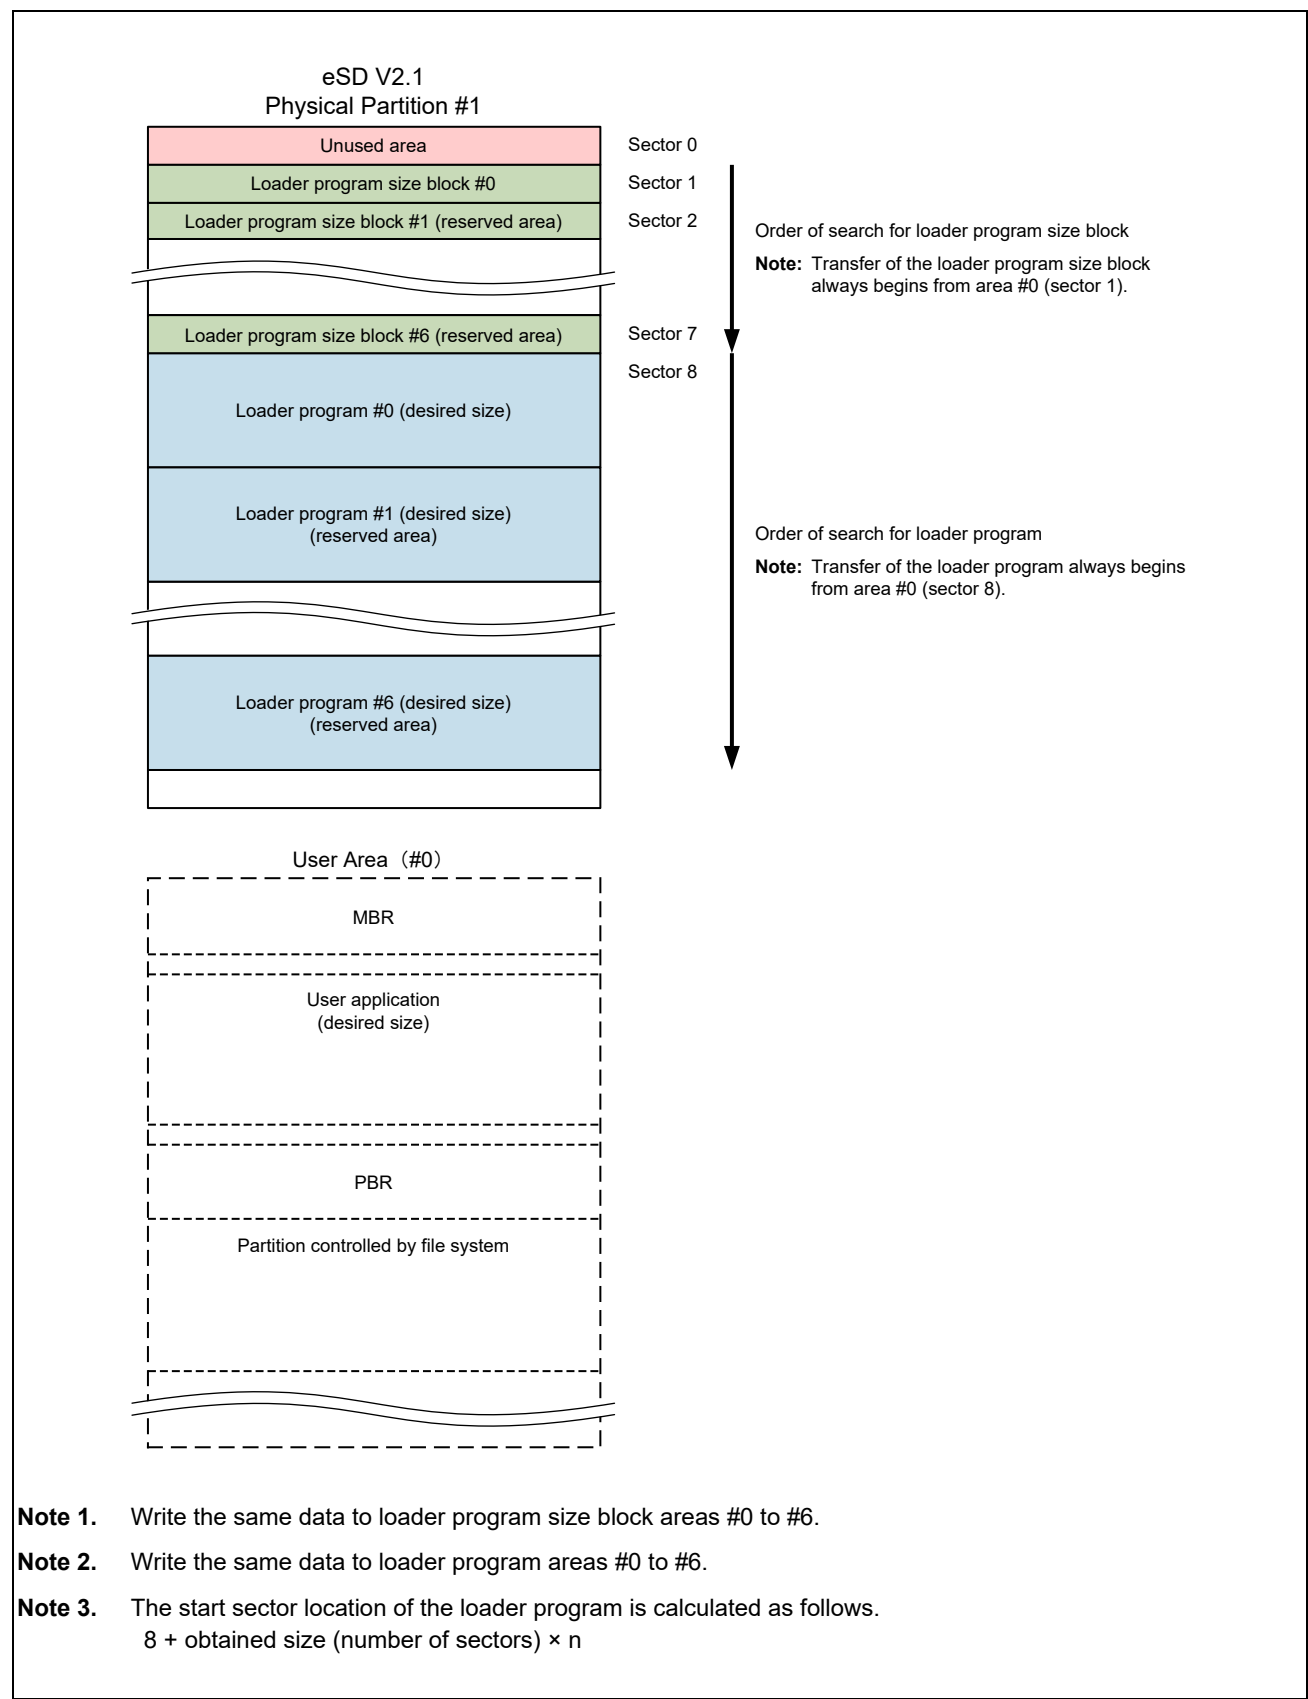 eSD V2.1
Physical Partition #1
Unused area
Sector 0
Loader program size block #0
Sector 1
Loader program size block #1 (reserved area)
Sector 2
Order of search for loader program size block
Note: Transfer of the loader program size block
always begins from area #0 (sector 1).
Loader program size block #6 (reserved area)
Sector 7
Sector 8
Loader program #0 (desired size)
Loader program #1 (desired size)
(reserved area)
Order of search for loader program
Note: Transfer of the loader program always begins
from area #0 (sector 8).
Loader program #6 (desired size)
(reserved area)
User Area（#0）
MBR
User application
(desired size)
PBR
Partition controlled by file system
Note 1. Write the same data to loader program size block areas #0 to #6.
Note 2. Write the same data to loader program areas #0 to #6.
Note 3. The start sector location of the loader program is calculated as follows.
8 + obtained size (number of sectors) × n